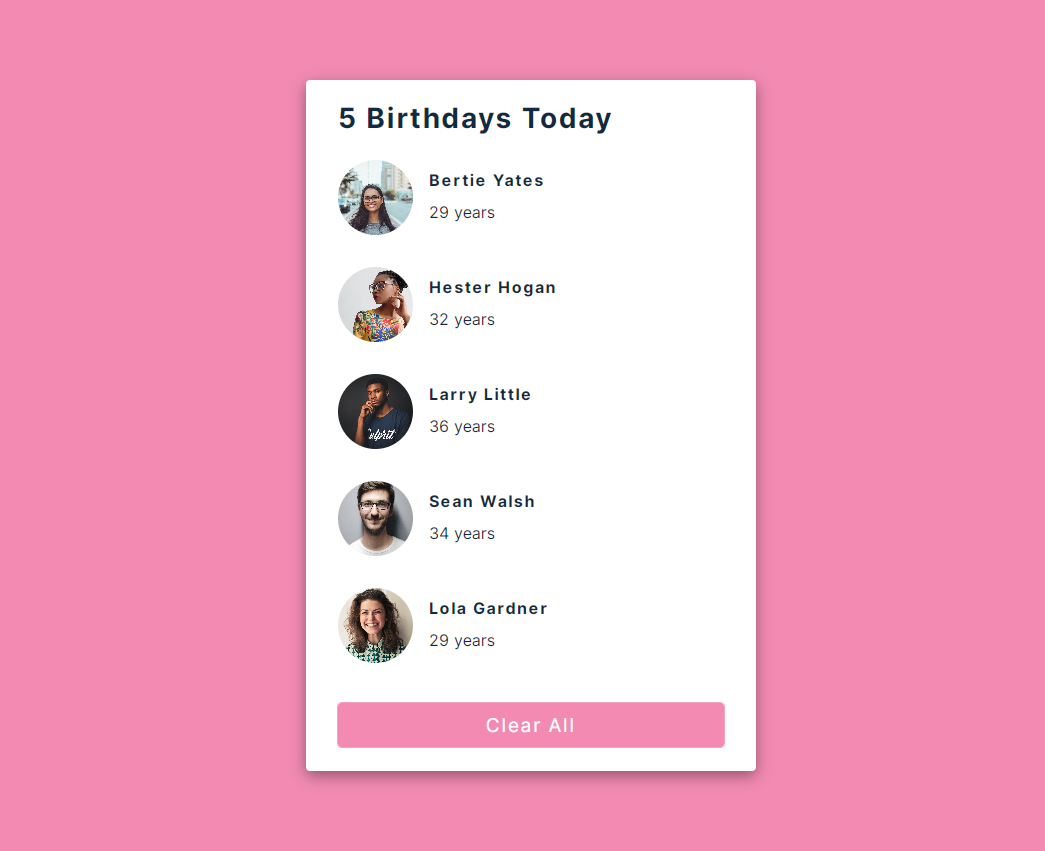 5 Birthdays Today
Bertie Yates
29 years
Hester Hogan
32 years
Larry Little
36 years
Sean Walsh
34 years
Lola Gardner
29 years
Clear All